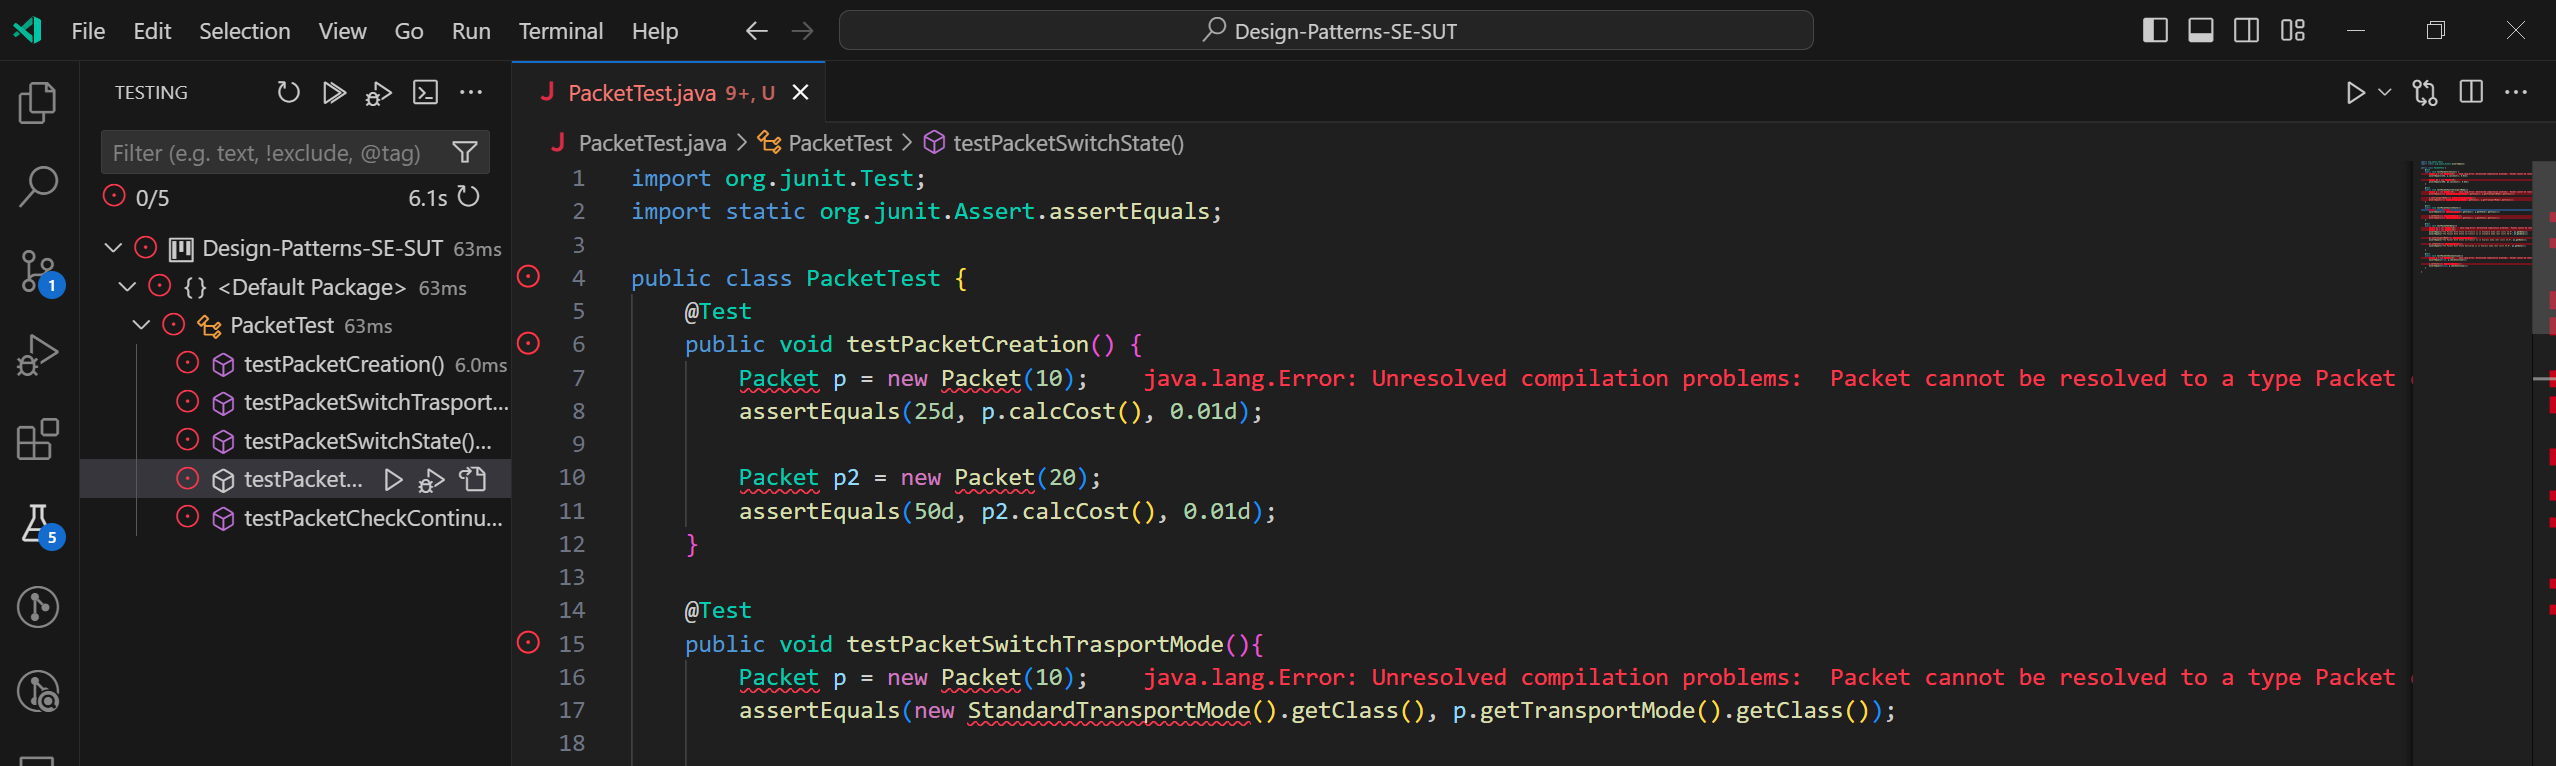 File Edit Selection View Go Run Terminal Help
Design-Patterns-SE-SUT
TESTING
Filter (e.g. text, !exclude, @tag)
0/5 6.1s
Design-Patterns-SE-SUT 63ms
<Default Package> 63ms
PacketTest 63ms
testPacketCreation() 6.0ms
testPacketSwitchTrasport...
testPacketSwitchState()...
testPacket...
testPacketCheckContinu...
1
5
PacketTest.java 9+, U
PacketTest.java > PacketTest > testPacketSwitchState()
1 import org.junit.Test;
2 import static org.junit.Assert.assertEquals;
3
4 public class PacketTest {
5 @Test
6 public void testPacketCreation() {
7 Packet p = new Packet(10); java.lang.Error: Unresolved compilation problems: Packet cannot be resolved to a type Packet
8 assertEquals(25d, p.calcCost(), 0.01d);
9
10 Packet p2 = new Packet(20);
11 assertEquals(50d, p2.calcCost(), 0.01d);
12 }
13
14 @Test
15 public void testPacketSwitchTrasportMode(){
16 Packet p = new Packet(10); java.lang.Error: Unresolved compilation problems: Packet cannot be resolved to a type Packet
17 assertEquals(new StandardTransportMode().getClass(), p.getTransportMode().getClass());
18